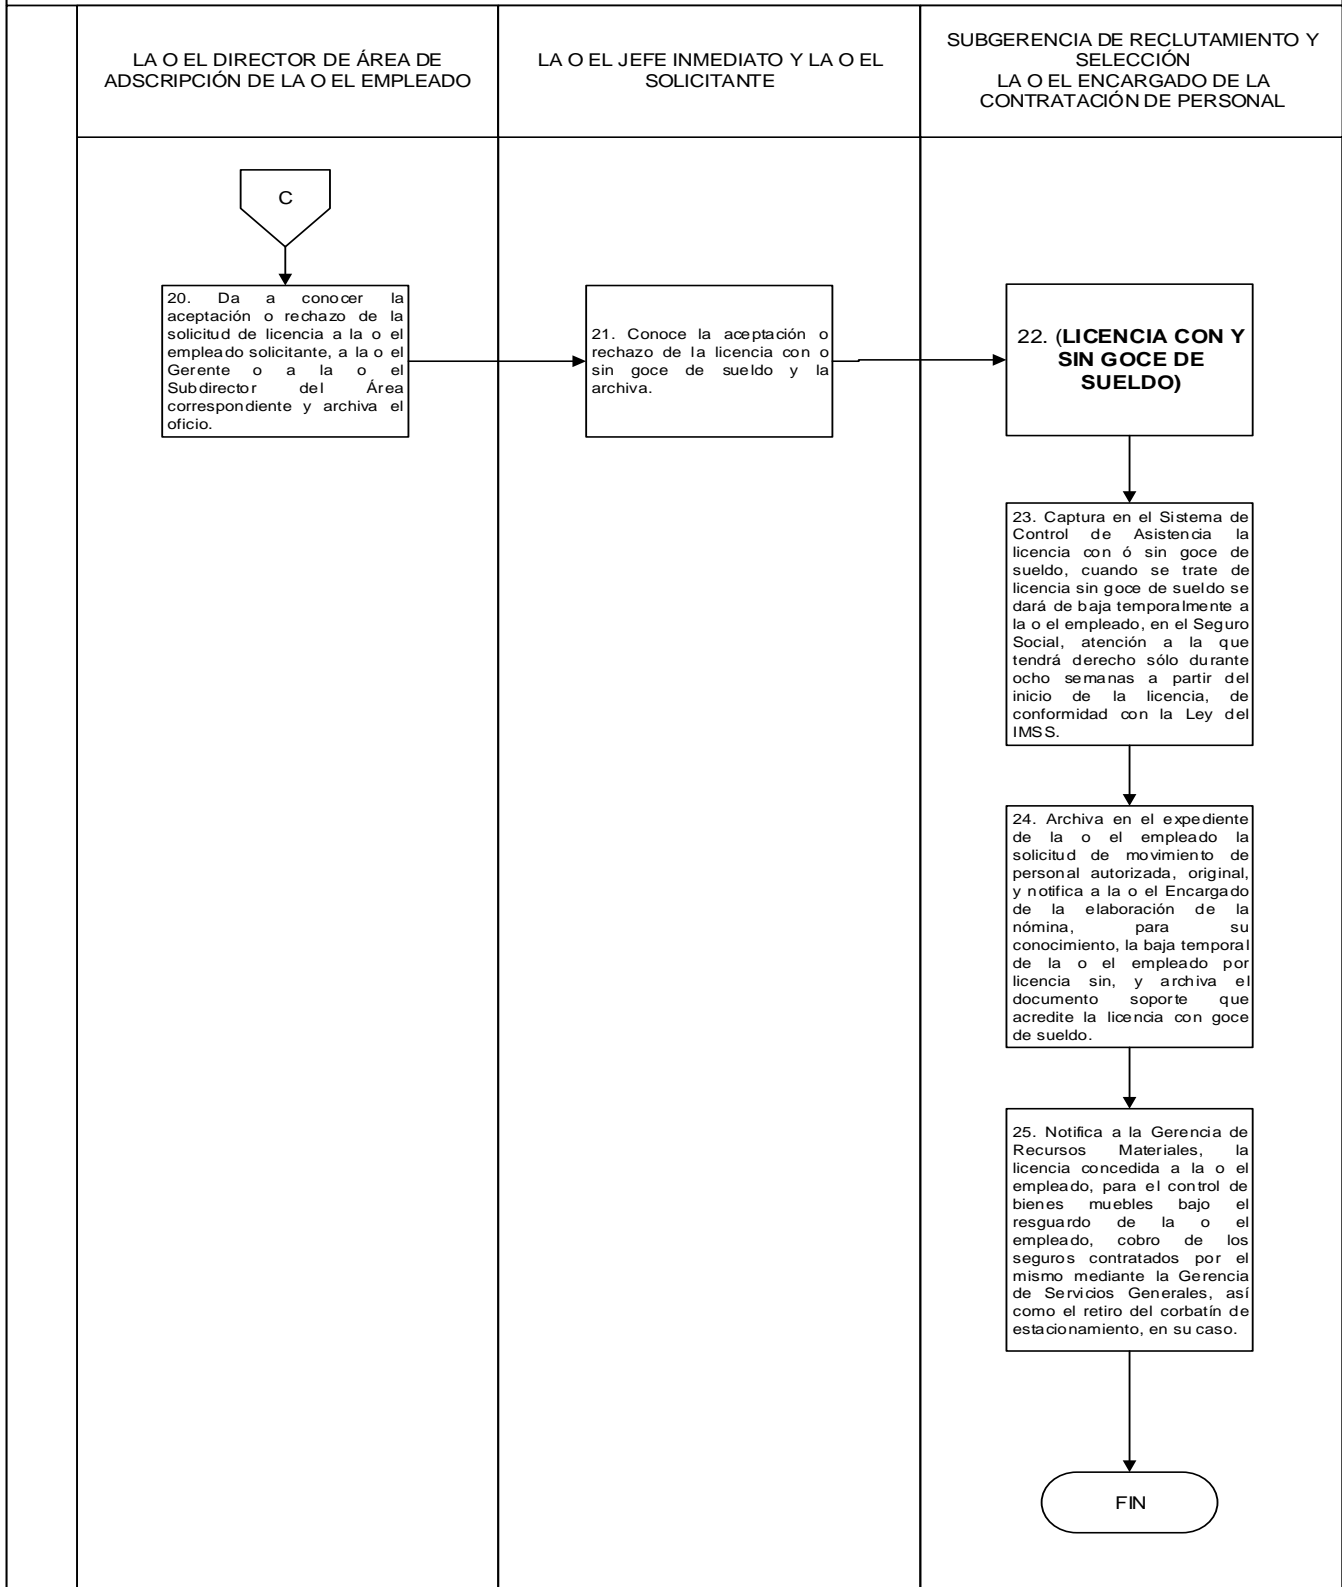 LA O EL DIRECTOR DE ÁREA DE
ADSCRIPCIÓN DE LA O EL EMPLEADO
LA O EL JEFE INMEDIATO Y LA O EL
SOLICITANTE
SUBGERENCIA DE RECLUTAMIENTO Y
SELECCIÓN
LA O EL ENCARGADO DE LA
CONTRATACIÓN DE PERSONAL
C
20. Da a conocer la
aceptación o rechazo de la
solicitud de licencia a la o el
empleado solicitante, a la o el
Gerente o a la o el
Subdirector del Área
correspondiente y archiva el
oficio.
21. Conoce la aceptación o
rechazo de la licencia con o
sin goce de sueldo y la
archiva.
22. (LICENCIA CON Y
SIN GOCE DE
SUELDO)
23. Captura en el Sistema de
Control de Asistencia la
licencia con ó sin goce de
sueldo, cuando se trate de
licencia sin goce de sueldo se
dará de baja temporalmente a
la o el empleado, en el Seguro
Social, atención a la que
tendrá derecho sólo durante
ocho semanas a partir del
inicio de la licencia, de
conformidad con la Ley del
IMSS.
24. Archiva en el expediente
de la o el empleado la
solicitud de movimiento de
personal autorizada, original,
y notifica a la o el Encargado
de la elaboración de la
nómina, para su
conocimiento, la baja temporal
de la o el empleado por
licencia sin, y archiva el
documento soporte que
acredite la licencia con goce
de sueldo.
25. Notifica a la Gerencia de
Recursos Materiales, la
licencia concedida a la o el
empleado, para el control de
bienes muebles bajo el
resguardo de la o el
empleado, cobro de los
seguros contratados por el
mismo mediante la Gerencia
de Servicios Generales, así
como el retiro del corbatín de
estacionamiento, en su caso.
FIN